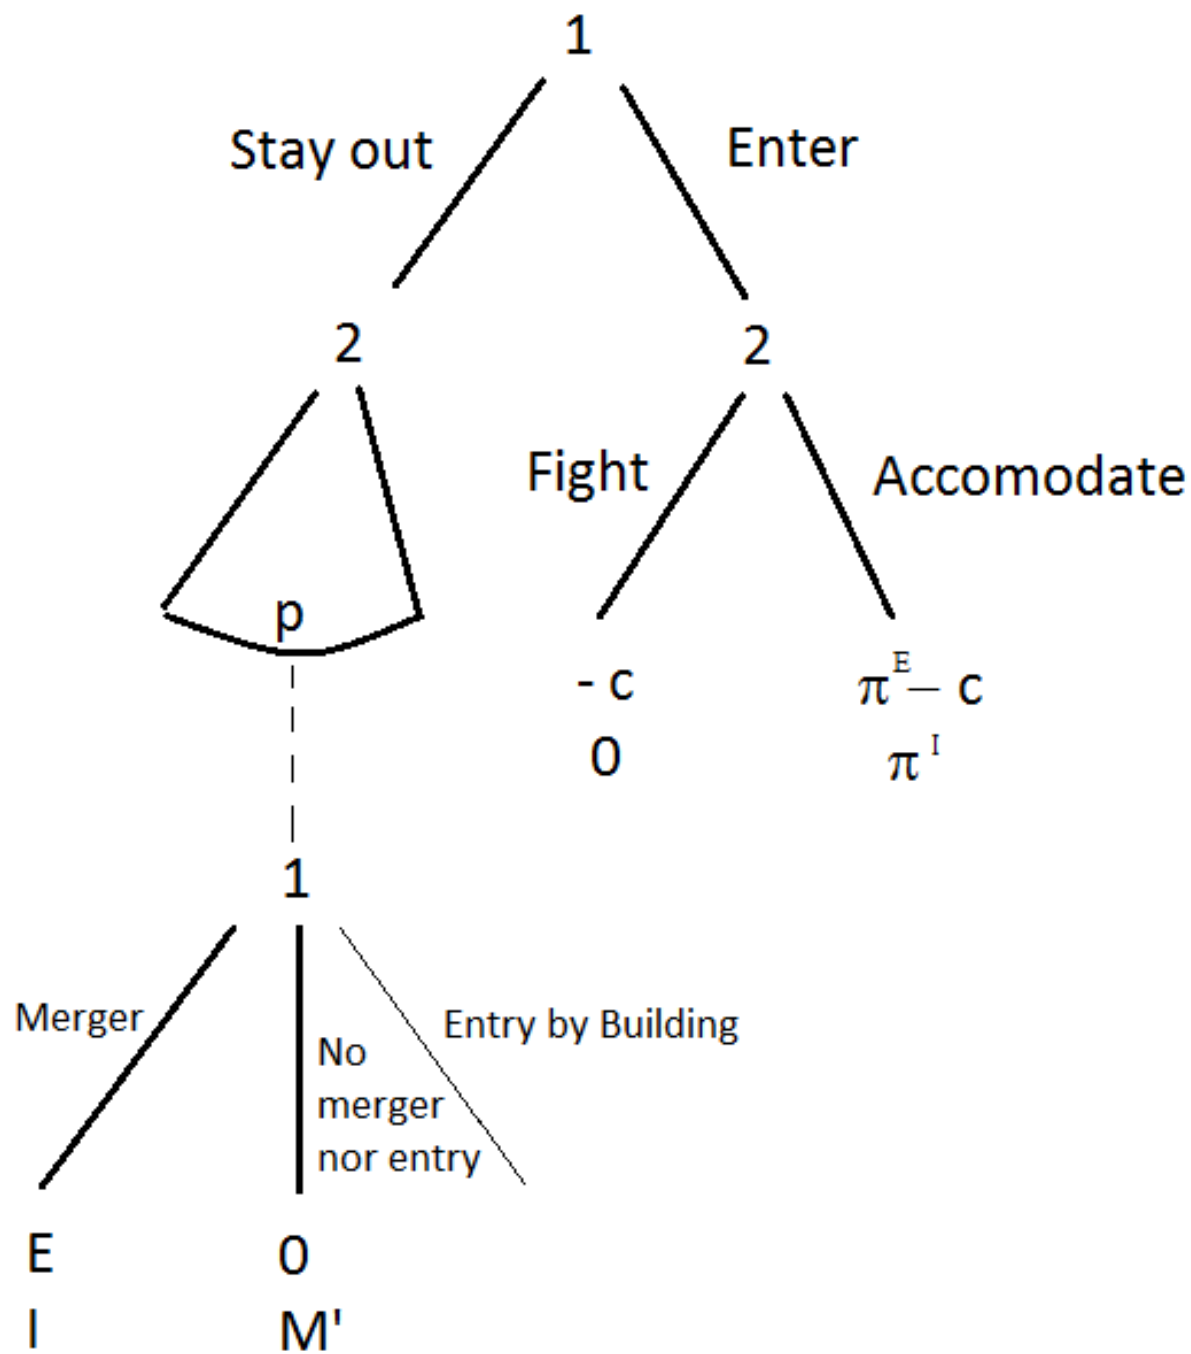 1
Stay out
Enter
2
2
Fight
Accomodate
p
- c
0
π^E – c
π^I
1
Merger
No
merger
nor entry
Entry by Building
E
I
0
M'